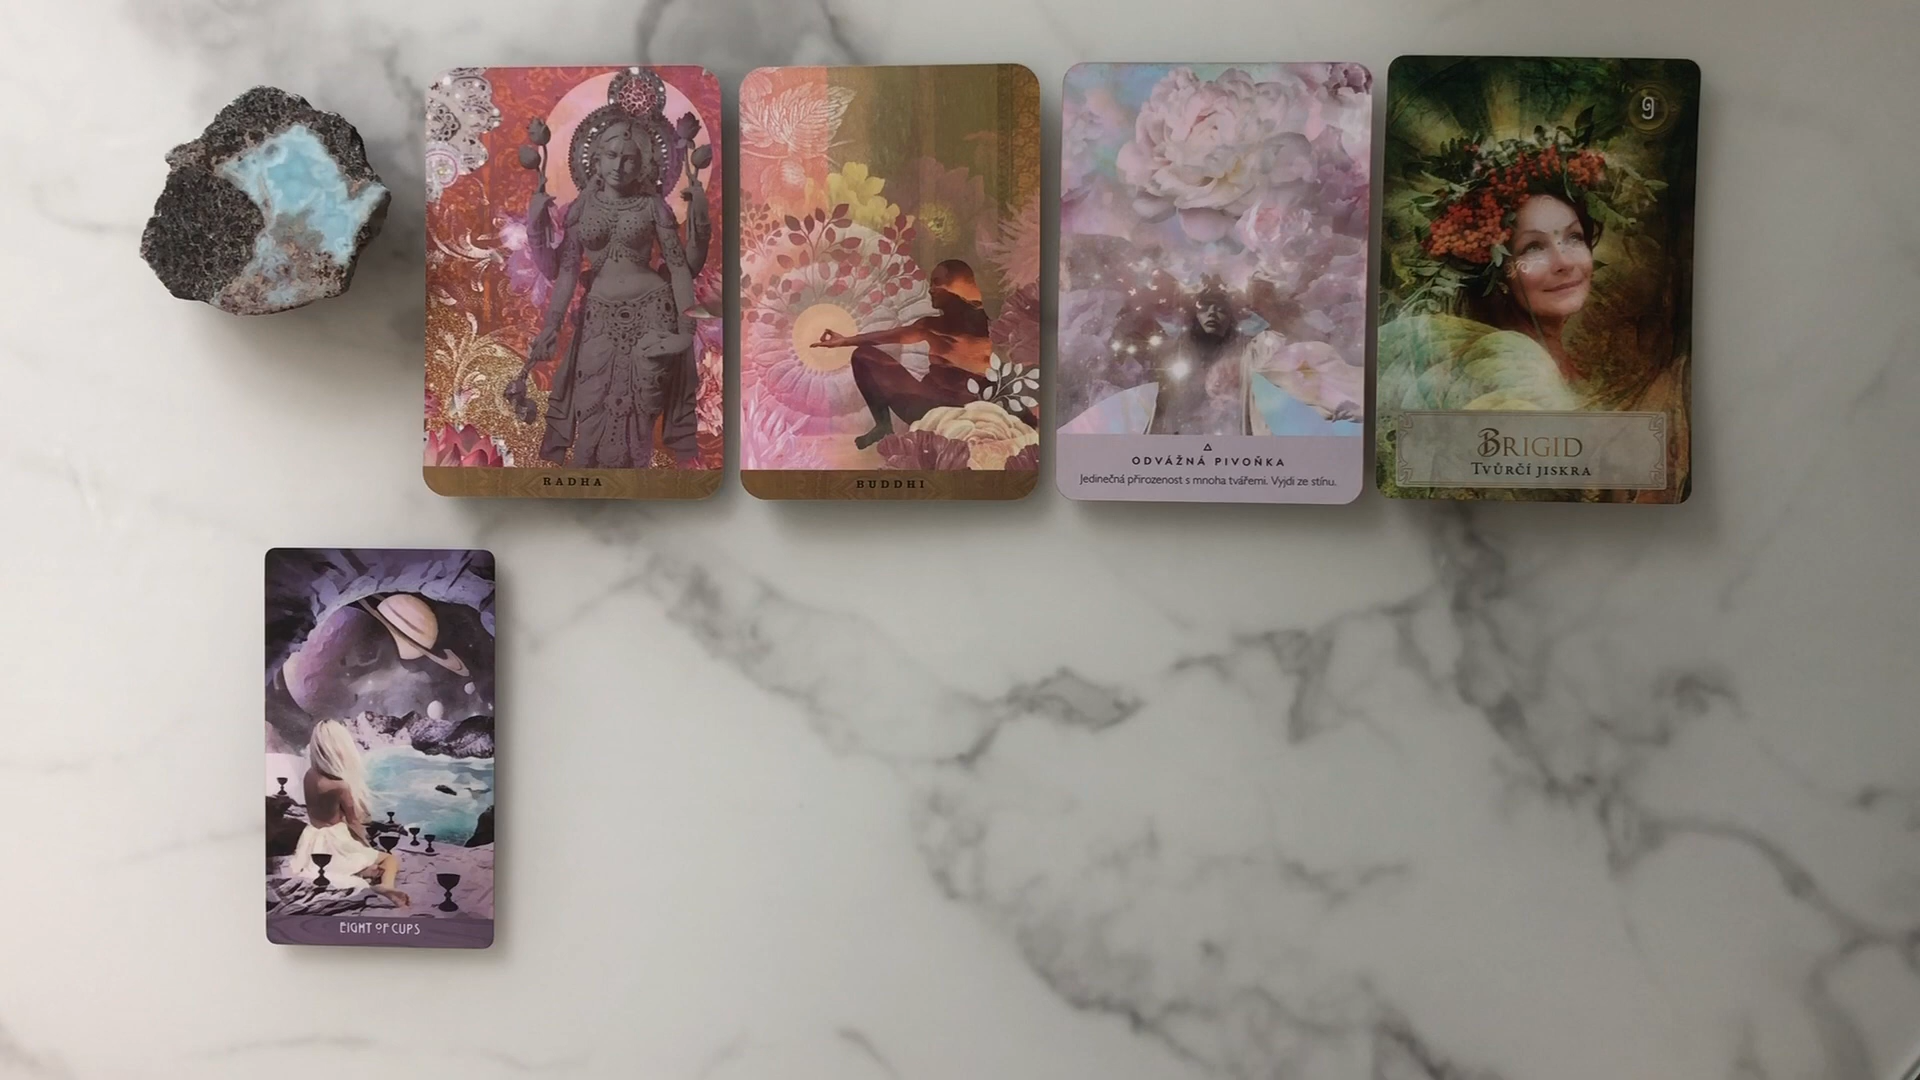 RADHA
BUDDHI
ODVÁŽNÁ PIVOŇKA
Jedinečná přirozenost s mnoha tvářemi. Vyjdi ze stínu.
9
BRIGID
TVŮRČÍ JISKRA
EIGHT OF CUPS